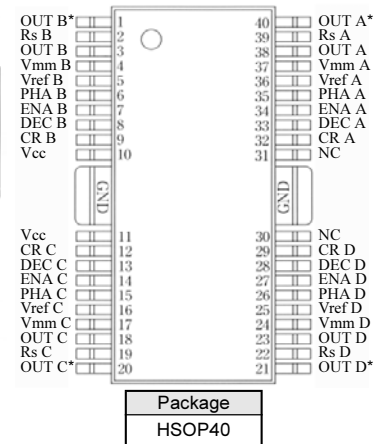 OUT B* 1 40 OUT A*
Rs B 2 39 Rs A
OUT B 3 38 OUT A
Vmm B 4 37 Vmm A
Vref B 5 36 Vref A
PHA B 6 35 PHA A
ENA B 7 34 ENA A
DEC B 8 33 DEC A
CR B 9 32 CR A
Vcc 10 31 NC
GND GND
Vcc 11 30 NC
CR C 12 29 CR D
DEC C 13 28 DEC D
ENA C 14 27 ENA D
PHA C 15 26 PHA D
Vref C 16 25 Vref D
Vmm C 17 24 Vmm D
OUT C 18 23 OUT D
Rs C 19 22 Rs D
OUT C* 20 21 OUT D*
Package
HSOP40